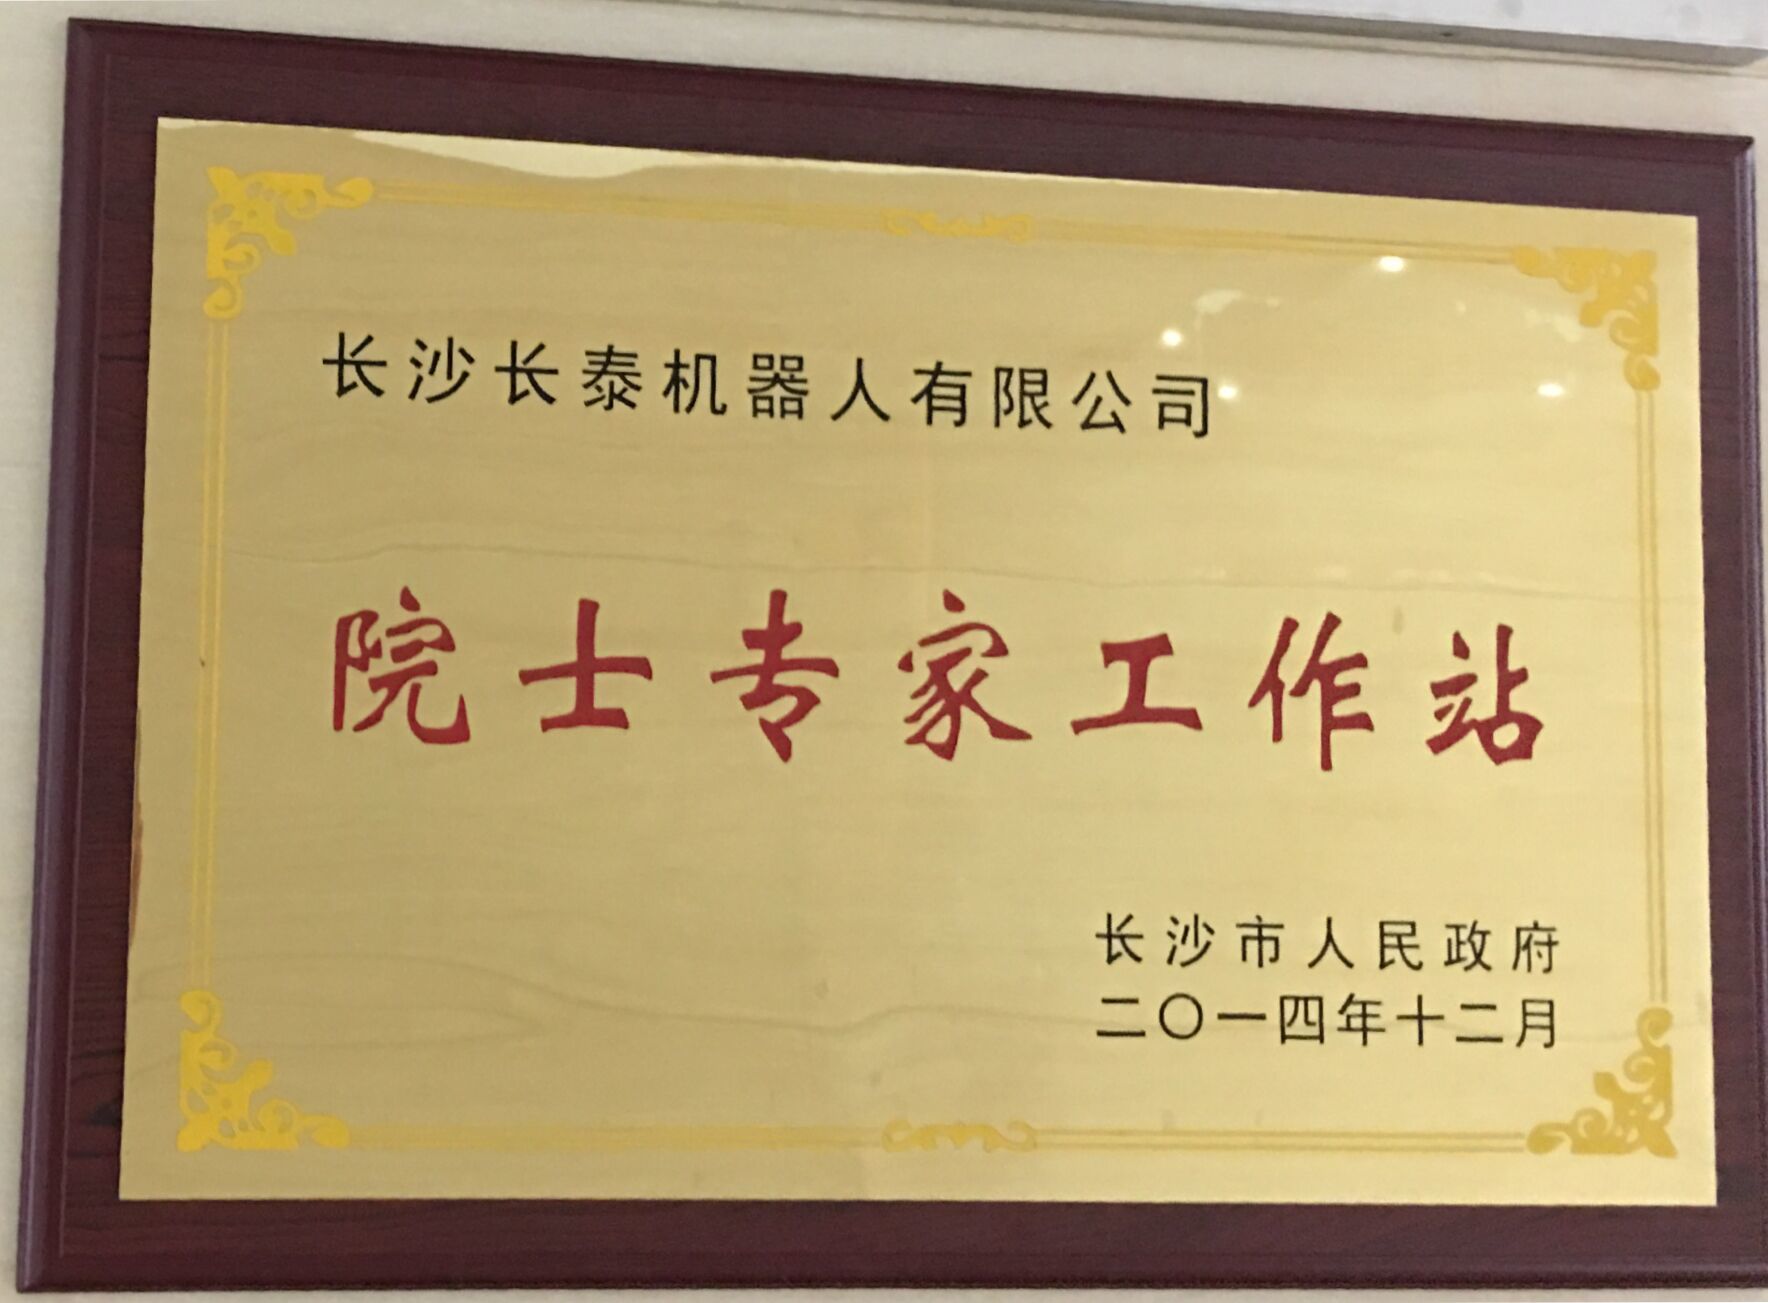 长沙长泰机器人有限公司
院士专家工作站
长沙市人民政府
二〇一四年十二月